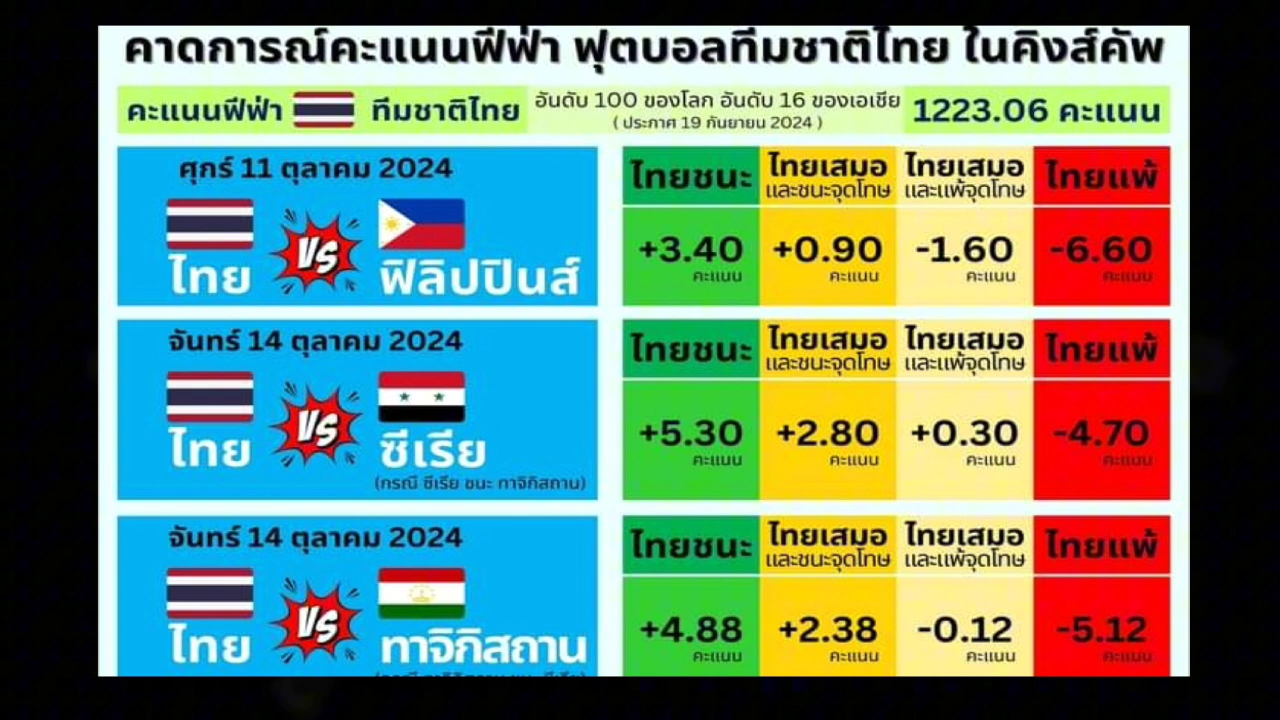 คาดการณ์คะแนนฟีฟ่า ฟุตบอลทีมชาติไทย ในคิงส์คัพ
คะแนนฟีฟ่า ทีมชาติไทย อันดับ 100 ของโลก อันดับ 16 ของเอเชีย 1223.06 คะแนน
( ประกาศ 19 กันยายน 2024 )
ศุกร์ 11 ตุลาคม 2024
ไทย VS ฟิลิปปินส์
ไทยชนะ ไทยเสมอ ไทยเสมอ ไทยแพ้
และชนะจุดโทษ และแพ้จุดโทษ
+3.40 +0.90 -1.60 -6.60
คะแนน คะแนน คะแนน คะแนน
จันทร์ 14 ตุลาคม 2024
ไทย VS ซีเรีย
(กรณี ซีเรีย ชนะ ทาจิกิสถาน)
ไทยชนะ ไทยเสมอ ไทยเสมอ ไทยแพ้
และชนะจุดโทษ และแพ้จุดโทษ
+5.30 +2.80 +0.30 -4.70
คะแนน คะแนน คะแนน คะแนน
จันทร์ 14 ตุลาคม 2024
ไทย VS ทาจิกิสถาน
ไทยชนะ ไทยเสมอ ไทยเสมอ ไทยแพ้
และชนะจุดโทษ และแพ้จุดโทษ
+4.88 +2.38 -0.12 -5.12
คะแนน คะแนน คะแนน คะแนน